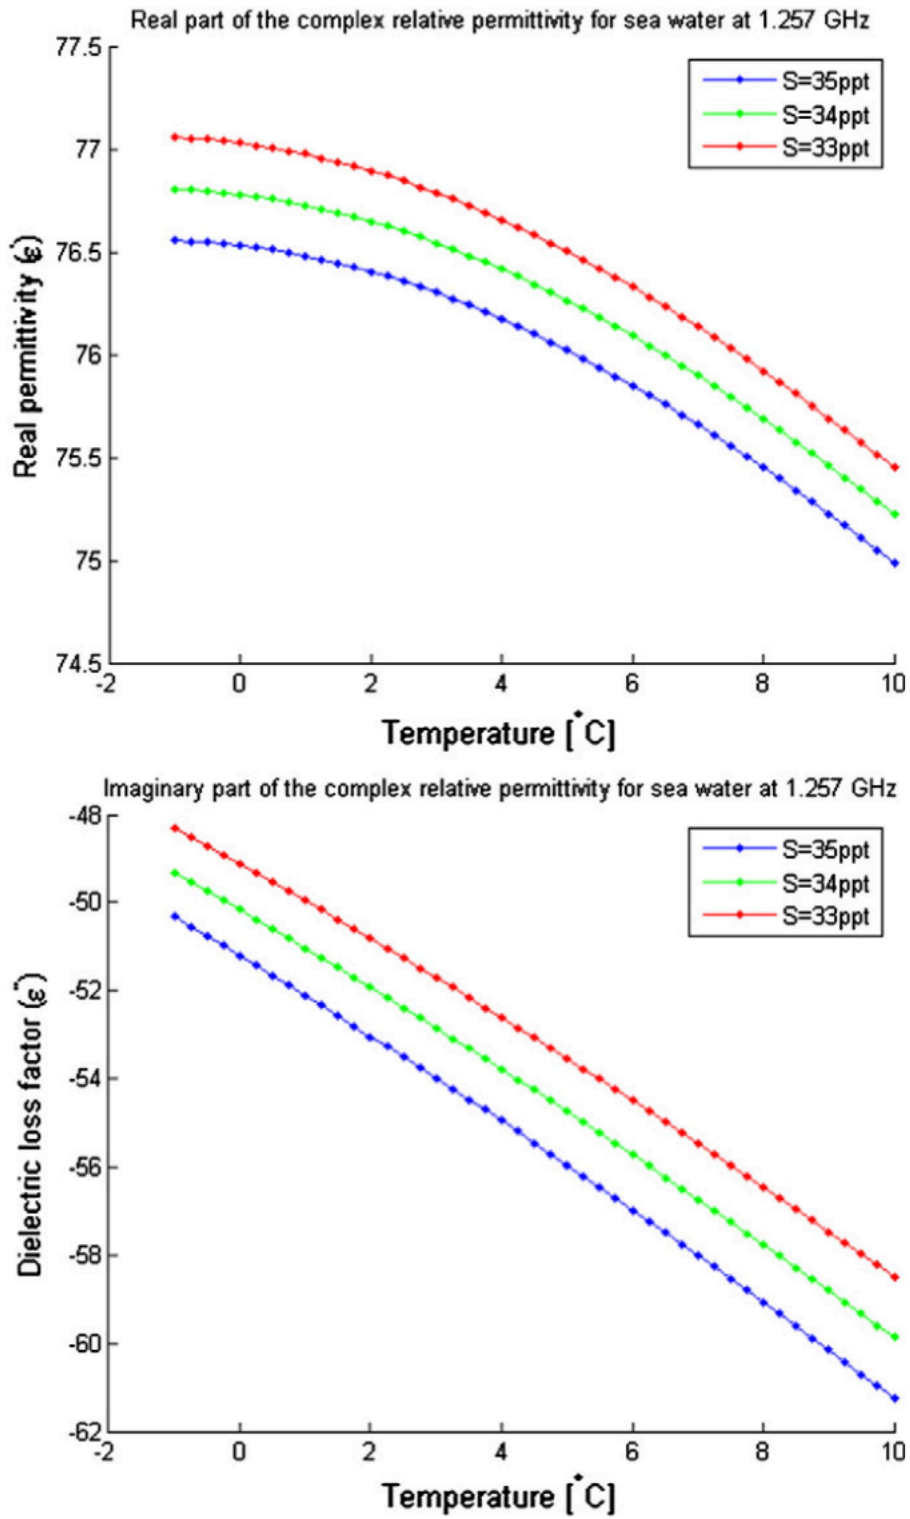 Real part of the complex relative permittivity for sea water at 1.257 GHz
77.5
77
76.5
76
75.5
75
74.5
Real permittivity (ε')
S=35ppt
S=34ppt
S=33ppt
-2 0 2 4 6 8 10
Temperature [°C]
Imaginary part of the complex relative permittivity for sea water at 1.257 GHz
-48
-50
-52
-54
-56
-58
-60
-62
Dielectric loss factor (ε")
S=35ppt
S=34ppt
S=33ppt
-2 0 2 4 6 8 10
Temperature [°C]